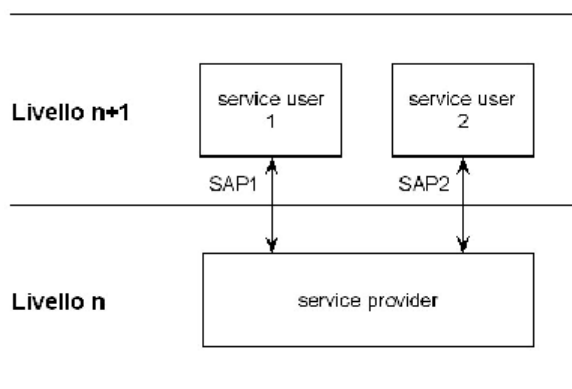 Livello n+1
service user
1
service user
2
SAP1
SAP2
Livello n
service provider